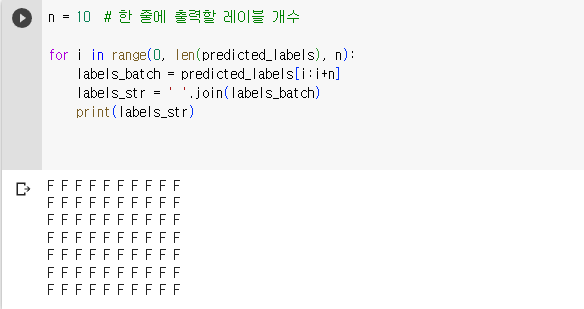 n = 10  # 한 줄에 출력할 레이블 개수
for i in range(0, len(predicted_labels), n):
    labels_batch = predicted_labels[i:i+n]
    labels_str = ' '.join(labels_batch)
    print(labels_str)
F F F F F F F F F F
F F F F F F F F F F
F F F F F F F F F F
F F F F F F F F F F
F F F F F F F F F F
F F F F F F F F F F
F F F F F F F F F F